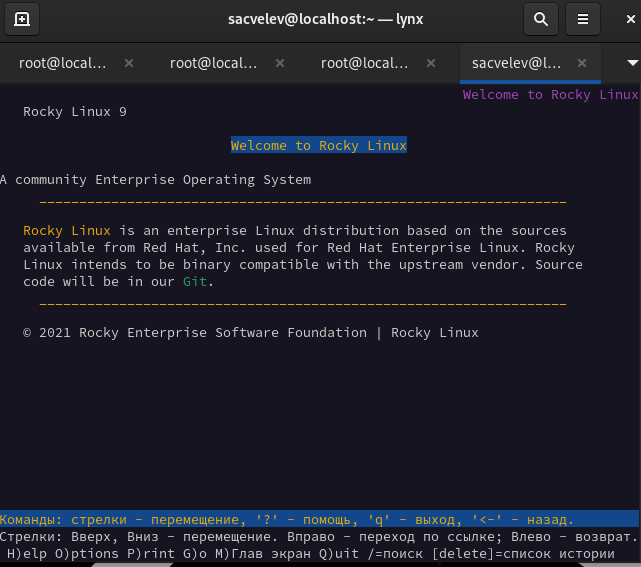 sacvelev@localhost:~ — lynx
root@local… × root@local… × root@local… × sacvelev@l… ×
Welcome to Rocky Linux
Rocky Linux 9
Welcome to Rocky Linux
A community Enterprise Operating System
Rocky Linux is an enterprise Linux distribution based on the sources
available from Red Hat, Inc. used for Red Hat Enterprise Linux. Rocky
Linux intends to be binary compatible with the upstream vendor. Source
code will be in our Git.
© 2021 Rocky Enterprise Software Foundation | Rocky Linux
Команды: стрелки - перемещение, '?' - помощь, 'q' - выход, '<-' - назад.
Стрелки: Вверх, Вниз - перемещение. Вправо - переход по ссылке; Влево - возврат.
H)elp O)ptions P)rint G)o M)Глав экран Q)uit /=поиск [delete]=список истории